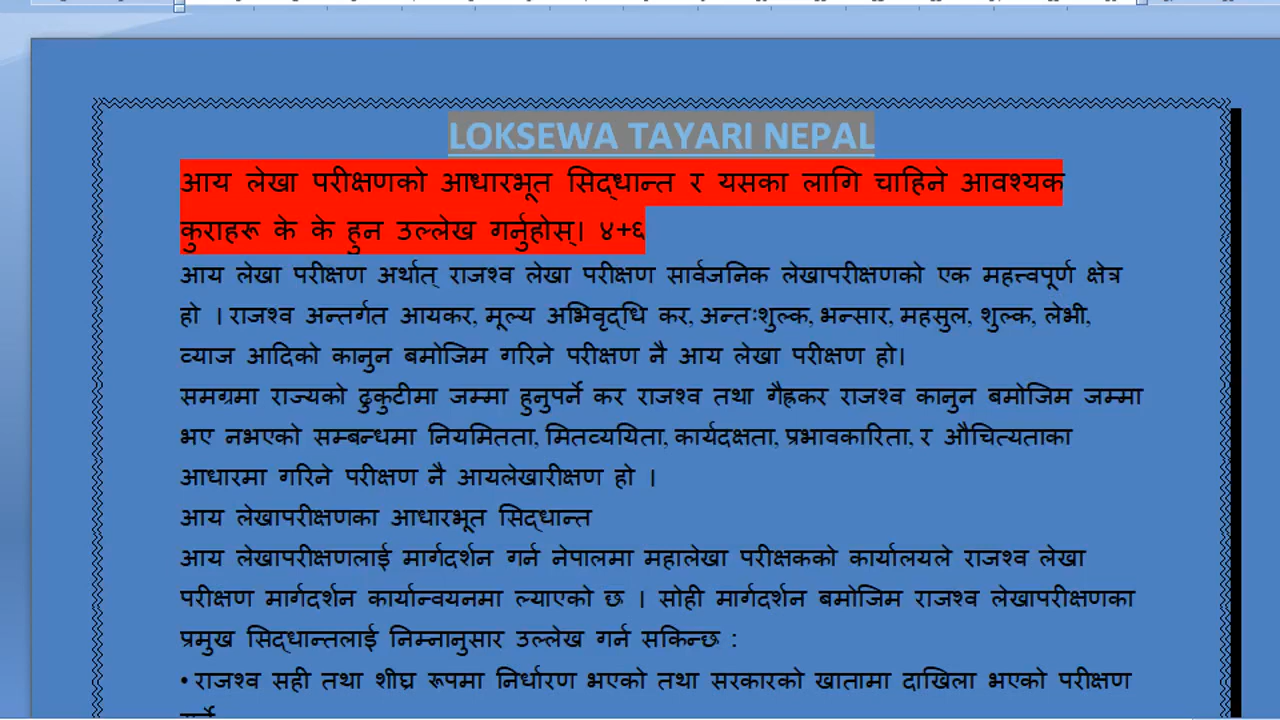 LOKSEWA TAYARI NEPAL
आय लेखा परीक्षणको आधारभूत सिद्धान्त र यसका लागि चाहिने आवश्यक
कुराहरू के के हुन उल्लेख गर्नुहोस्। ४+६
आय लेखा परीक्षण अर्थात् राजश्व लेखा परीक्षण सार्वजनिक लेखापरीक्षणको एक महत्त्वपूर्ण क्षेत्र
हो । राजश्व अन्तर्गत आयकर, मूल्य अभिवृद्धि कर, अन्तःशुल्क, भन्सार, महसुल, शुल्क, लेभी,
व्याज आदिको कानुन बमोजिम गरिने परीक्षण नै आय लेखा परीक्षण हो।
समग्रमा राज्यको ढुकुटीमा जम्मा हुनुपर्ने कर राजश्व तथा गैह्रकर राजश्व कानुन बमोजिम जम्मा
भए नभएको सम्बन्धमा नियमितता, मितव्ययिता, कार्यदक्षता, प्रभावकारिता, र औचित्यताका
आधारमा गरिने परीक्षण नै आयलेखारीक्षण हो ।
आय लेखापरीक्षणका आधारभूत सिद्धान्त
आय लेखापरीक्षणलाई मार्गदर्शन गर्न नेपालमा महालेखा परीक्षकको कार्यालयले राजश्व लेखा
परीक्षण मार्गदर्शन कार्यान्वयनमा ल्याएको छ । सोही मार्गदर्शन बमोजिम राजश्व लेखापरीक्षणका
प्रमुख सिद्धान्तलाई निम्नानुसार उल्लेख गर्न सकिन्छ :
• राजश्व सही तथा शीघ्र रूपमा निर्धारण भएको तथा सरकारको खातामा दाखिला भएको परीक्षण